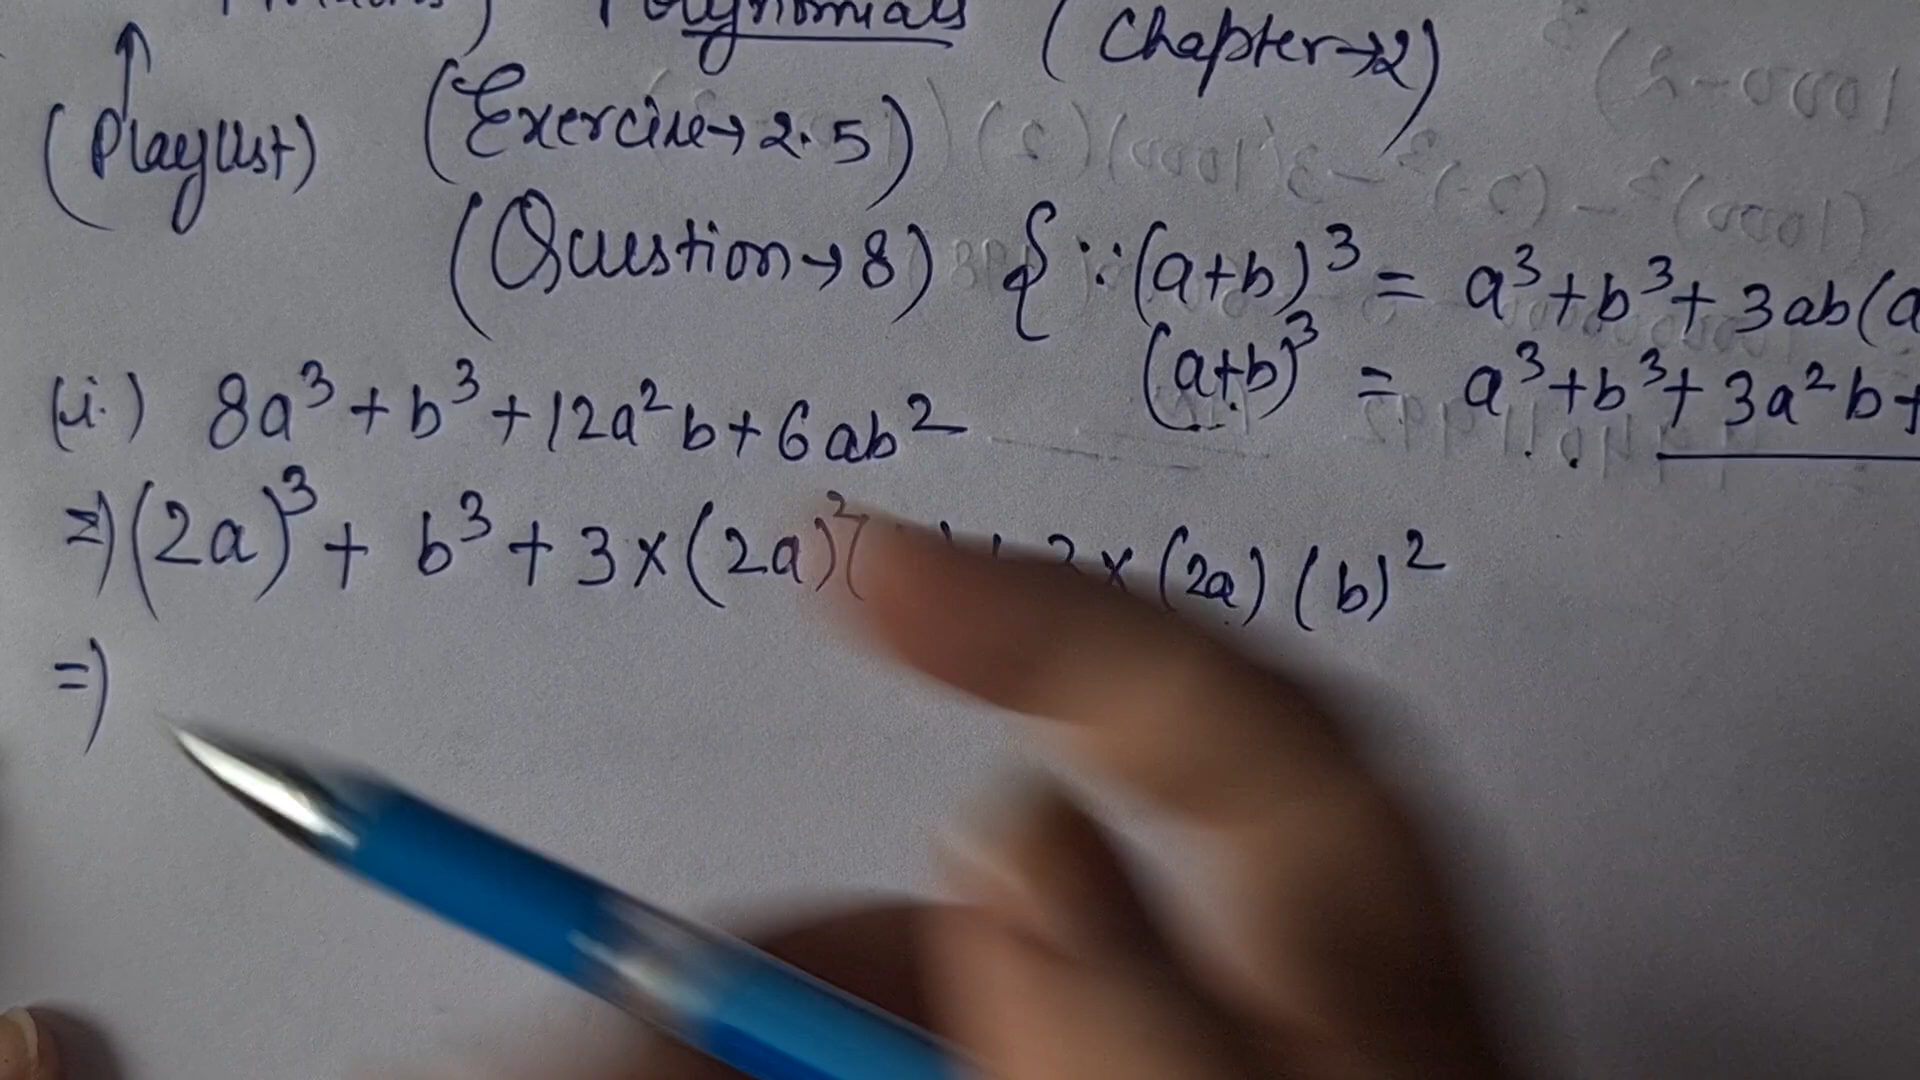 Polynomials (Chapter→2)
(Playlist) (Exercise→2.5)
(Question→8) {∵(a+b)³ = a³+b³+3ab(a
(a+b)³ = a³+b³+3a²b+
(i.) 8a³+b³+12a²b+6ab²
⇒(2a)³+ b³+3×(2a)²( ×(2a)(b)²
⇒